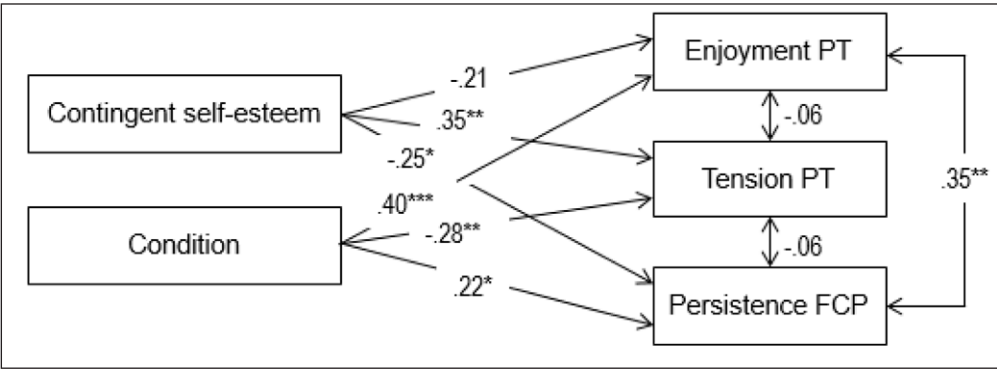 Enjoyment PT
-.21
Contingent self-esteem
.35**
-.06
-.25*
Tension PT
.35**
.40***
Condition
-.28**
-.06
.22*
Persistence FCP